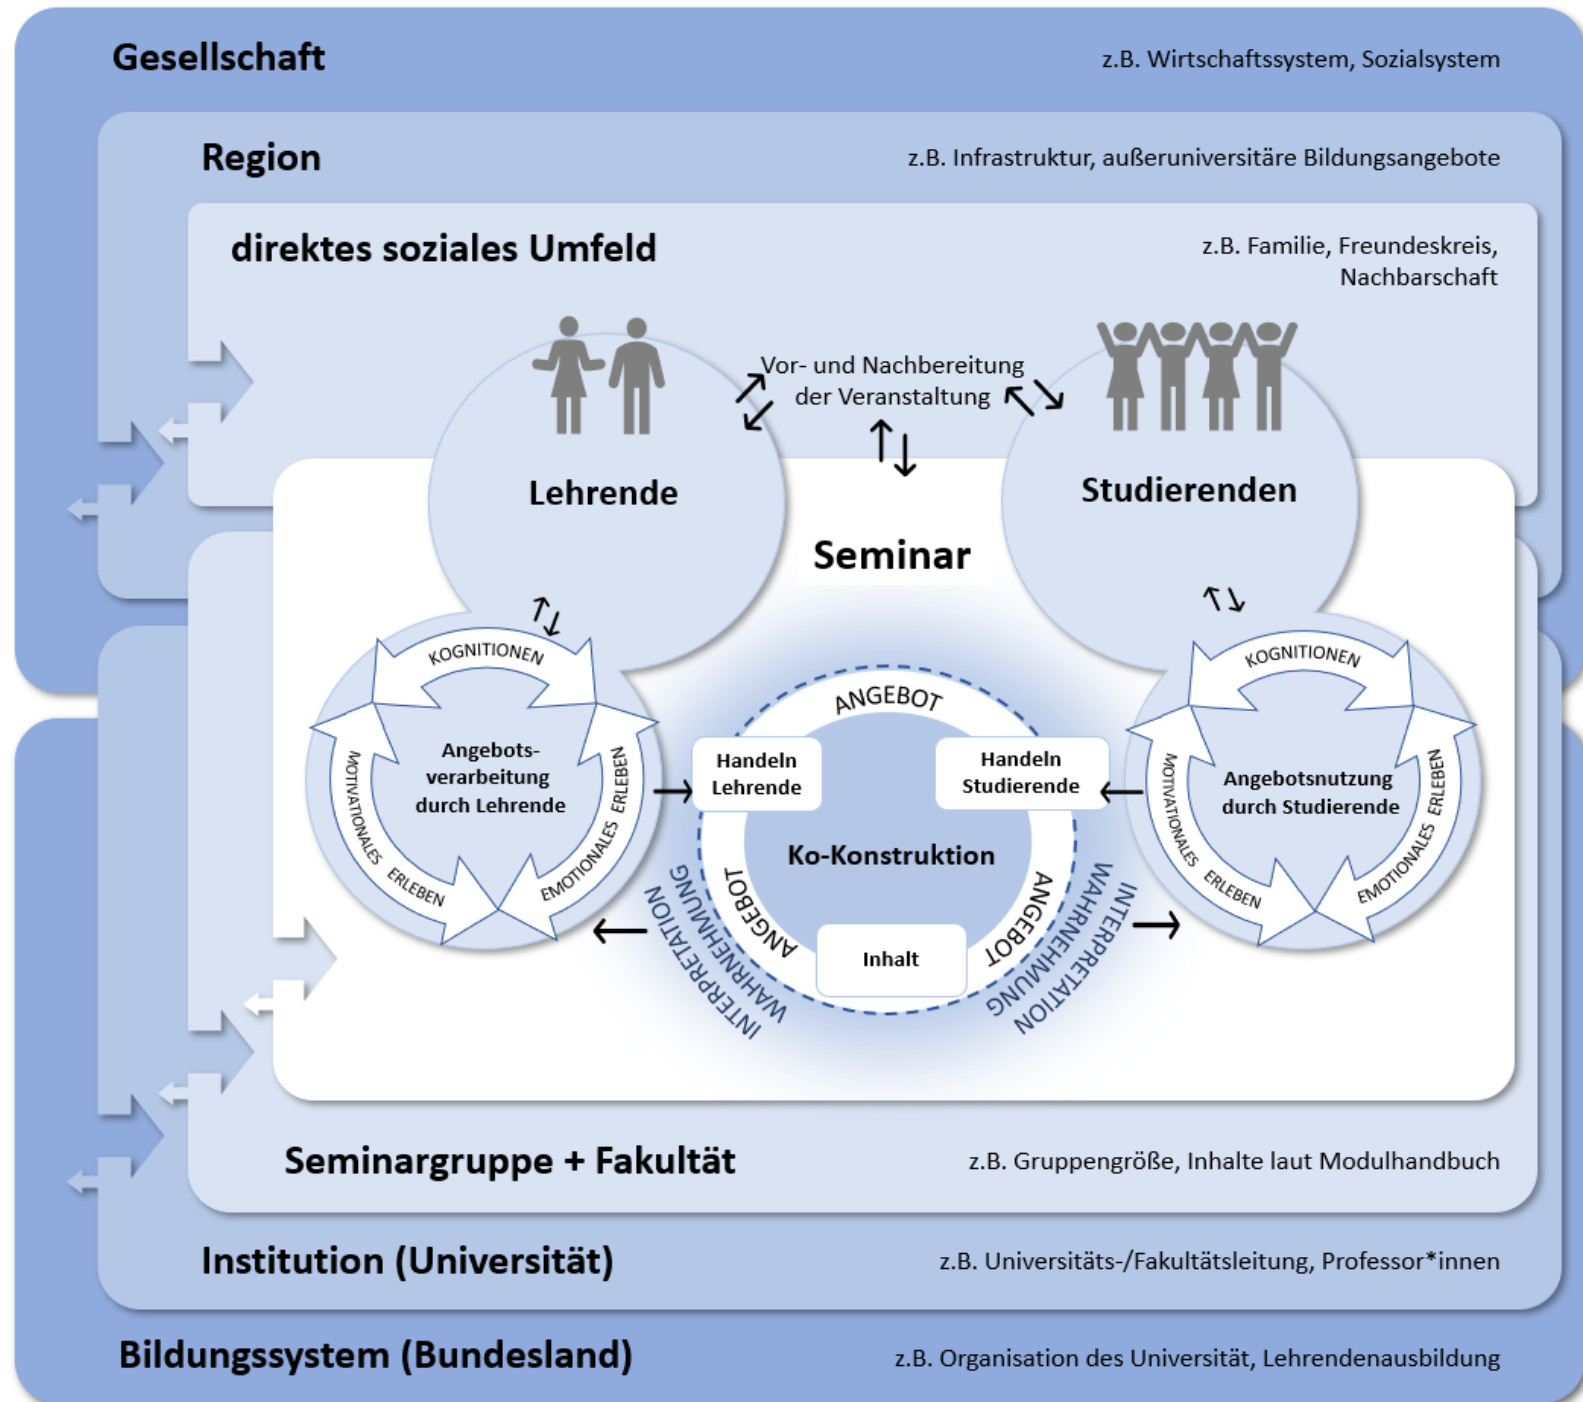 Gesellschaft
z.B. Wirtschaftssystem, Sozialsystem
Region
z.B. Infrastruktur, außeruniversitäre Bildungsangebote
direktes soziales Umfeld
z.B. Familie, Freundeskreis,
Nachbarschaft
Vor- und Nachbereitung
der Veranstaltung
Lehrende
Studierenden
Seminar
KOGNITIONEN
MOTIVATIONALES ERLEBEN
EMOTIONALES ERLEBEN
Angebots-
verarbeitung
durch Lehrende
ANGEBOT
Handeln
Lehrende
Handeln
Studierende
Ko-Konstruktion
ANGEBOT
ANGEBOT
Inhalt
WAHRNEHMUNG
INTERPRETATION
WAHRNEHMUNG
INTERPRETATION
KOGNITIONEN
MOTIVATIONALES ERLEBEN
EMOTIONALES ERLEBEN
Angebotsnutzung
durch Studierende
Seminargruppe + Fakultät
z.B. Gruppengröße, Inhalte laut Modulhandbuch
Institution (Universität)
z.B. Universitäts-/Fakultätsleitung, Professor*innen
Bildungssystem (Bundesland)
z.B. Organisation des Universität, Lehrendenausbildung